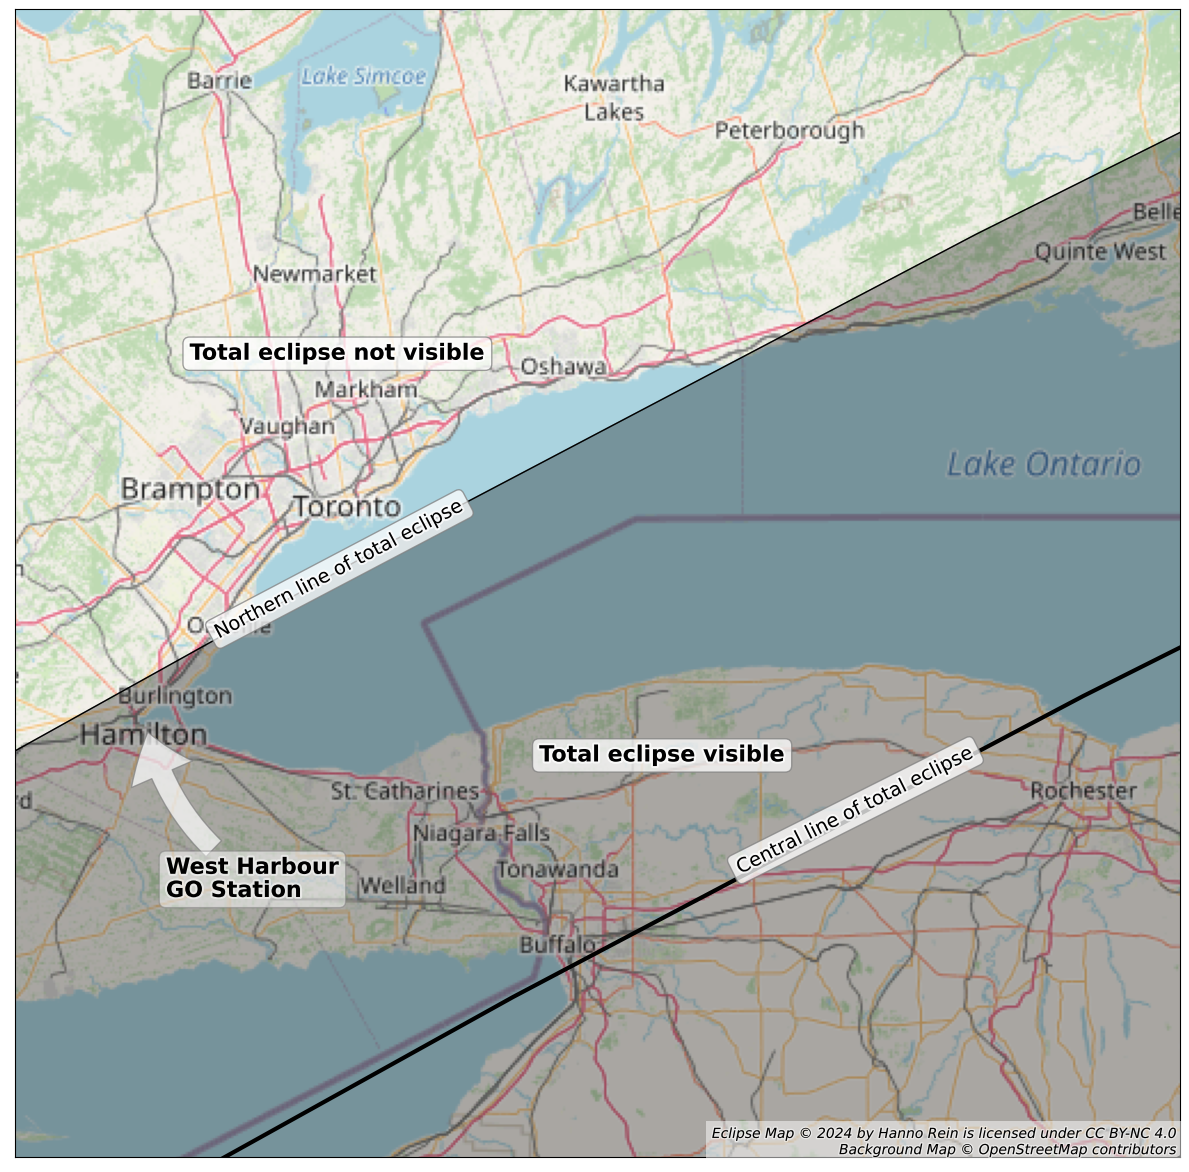 Barrie
Lake Simcoe
Kawartha
Lakes
Peterborough
Belle
Quinte West
Newmarket
Total eclipse not visible
Oshawa
Markham
Vaughan
Lake Ontario
Brampton
Toronto
Northern line of total eclipse
Burlington
Hamilton
Total eclipse visible
St. Catharines
Rochester
Central line of total eclipse
Niagara Falls
West Harbour
GO Station
Tonawanda
Welland
Buffalo
Eclipse Map © 2024 by Hanno Rein is licensed under CC BY-NC 4.0
Background Map © OpenStreetMap contributors